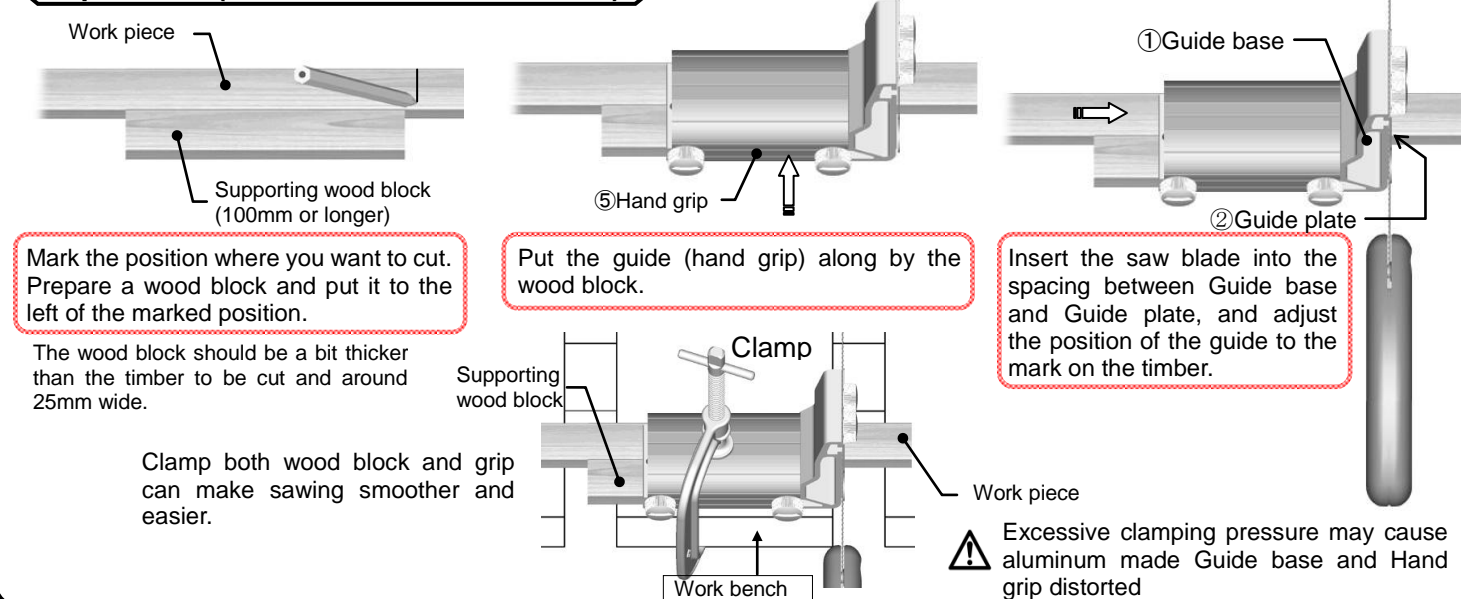 Work piece
Supporting wood block
(100mm or longer)
Mark the position where you want to cut.
Prepare a wood block and put it to the
left of the marked position.
The wood block should be a bit thicker
than the timber to be cut and around
25mm wide.
⑤Hand grip
Put the guide (hand grip) along by the
wood block.
①Guide base
②Guide plate
Insert the saw blade into the
spacing between Guide base
and Guide plate, and adjust
the position of the guide to the
mark on the timber.
Clamp both wood block and grip
can make sawing smoother and
easier.
Clamp
Supporting
wood block
Work piece
Work bench
Excessive clamping pressure may cause
aluminum made Guide base and Hand
grip distorted